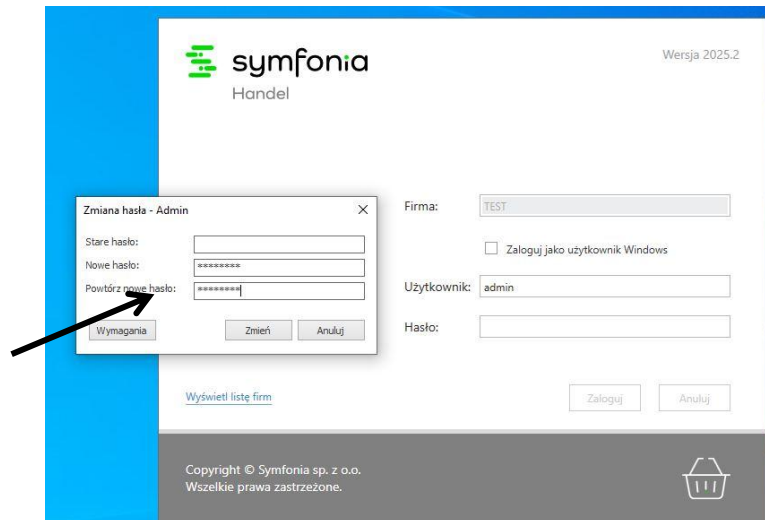 symfonia
Handel
Wersja 2025.2
Zmiana hasła - Admin
Stare hasło:
Nowe hasło: ********
Powtórz nowe hasło: ********
Wymagania Zmień Anuluj
Firma: TEST
Zaloguj jako użytkownik Windows
Użytkownik: admin
Hasło:
Wyświetl listę firm
Zaloguj Anuluj
Copyright © Symfonia sp. z o.o.
Wszelkie prawa zastrzeżone.